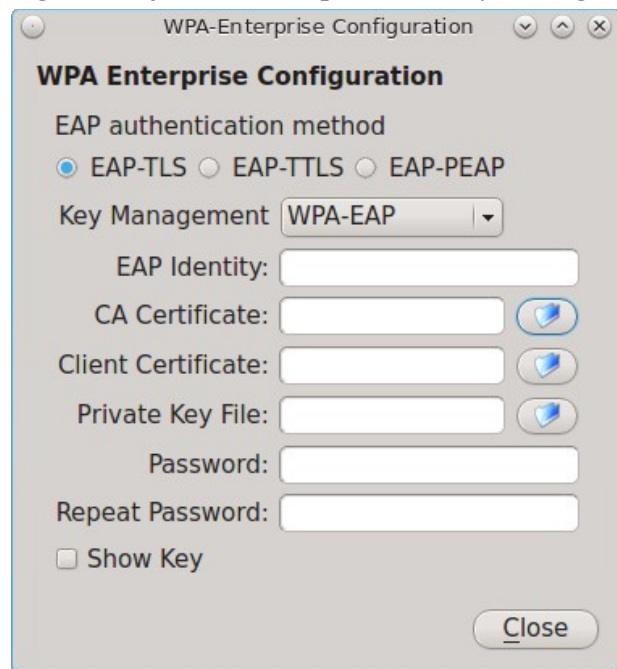 WPA-Enterprise Configuration
WPA Enterprise Configuration
EAP authentication method
EAP-TLS EAP-TTLS EAP-PEAP
Key Management WPA-EAP
EAP Identity:
CA Certificate:
Client Certificate:
Private Key File:
Password:
Repeat Password:
Show Key
Close